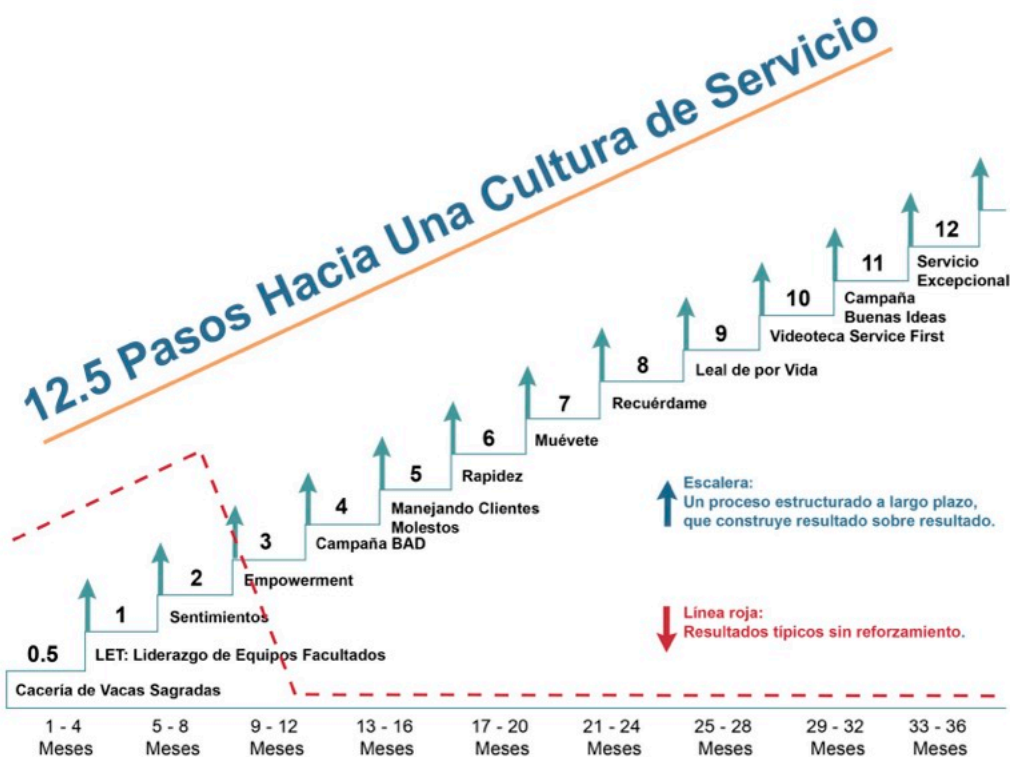 12.5 Pasos Hacia Una Cultura de Servicio
12
Servicio
Excepcional
11
Campaña
Buenas Ideas
10
Videoteca Service First
9
Leal de por Vida
8
Recuérdame
7
Muévete
6
Rapidez
5
Manejando Clientes
Molestos
4
Campaña BAD
3
Empowerment
2
Sentimientos
1
LET: Liderazgo de Equipos Facultados
0.5
Cacería de Vacas Sagradas
Escalera:
Un proceso estructurado a largo plazo,
que construye resultado sobre resultado.
Línea roja:
Resultados típicos sin reforzamiento.
1 - 4 5 - 8 9 - 12 13 - 16 17 - 20 21 - 24 25 - 28 29 - 32 33 - 36
Meses Meses Meses Meses Meses Meses Meses Meses Meses